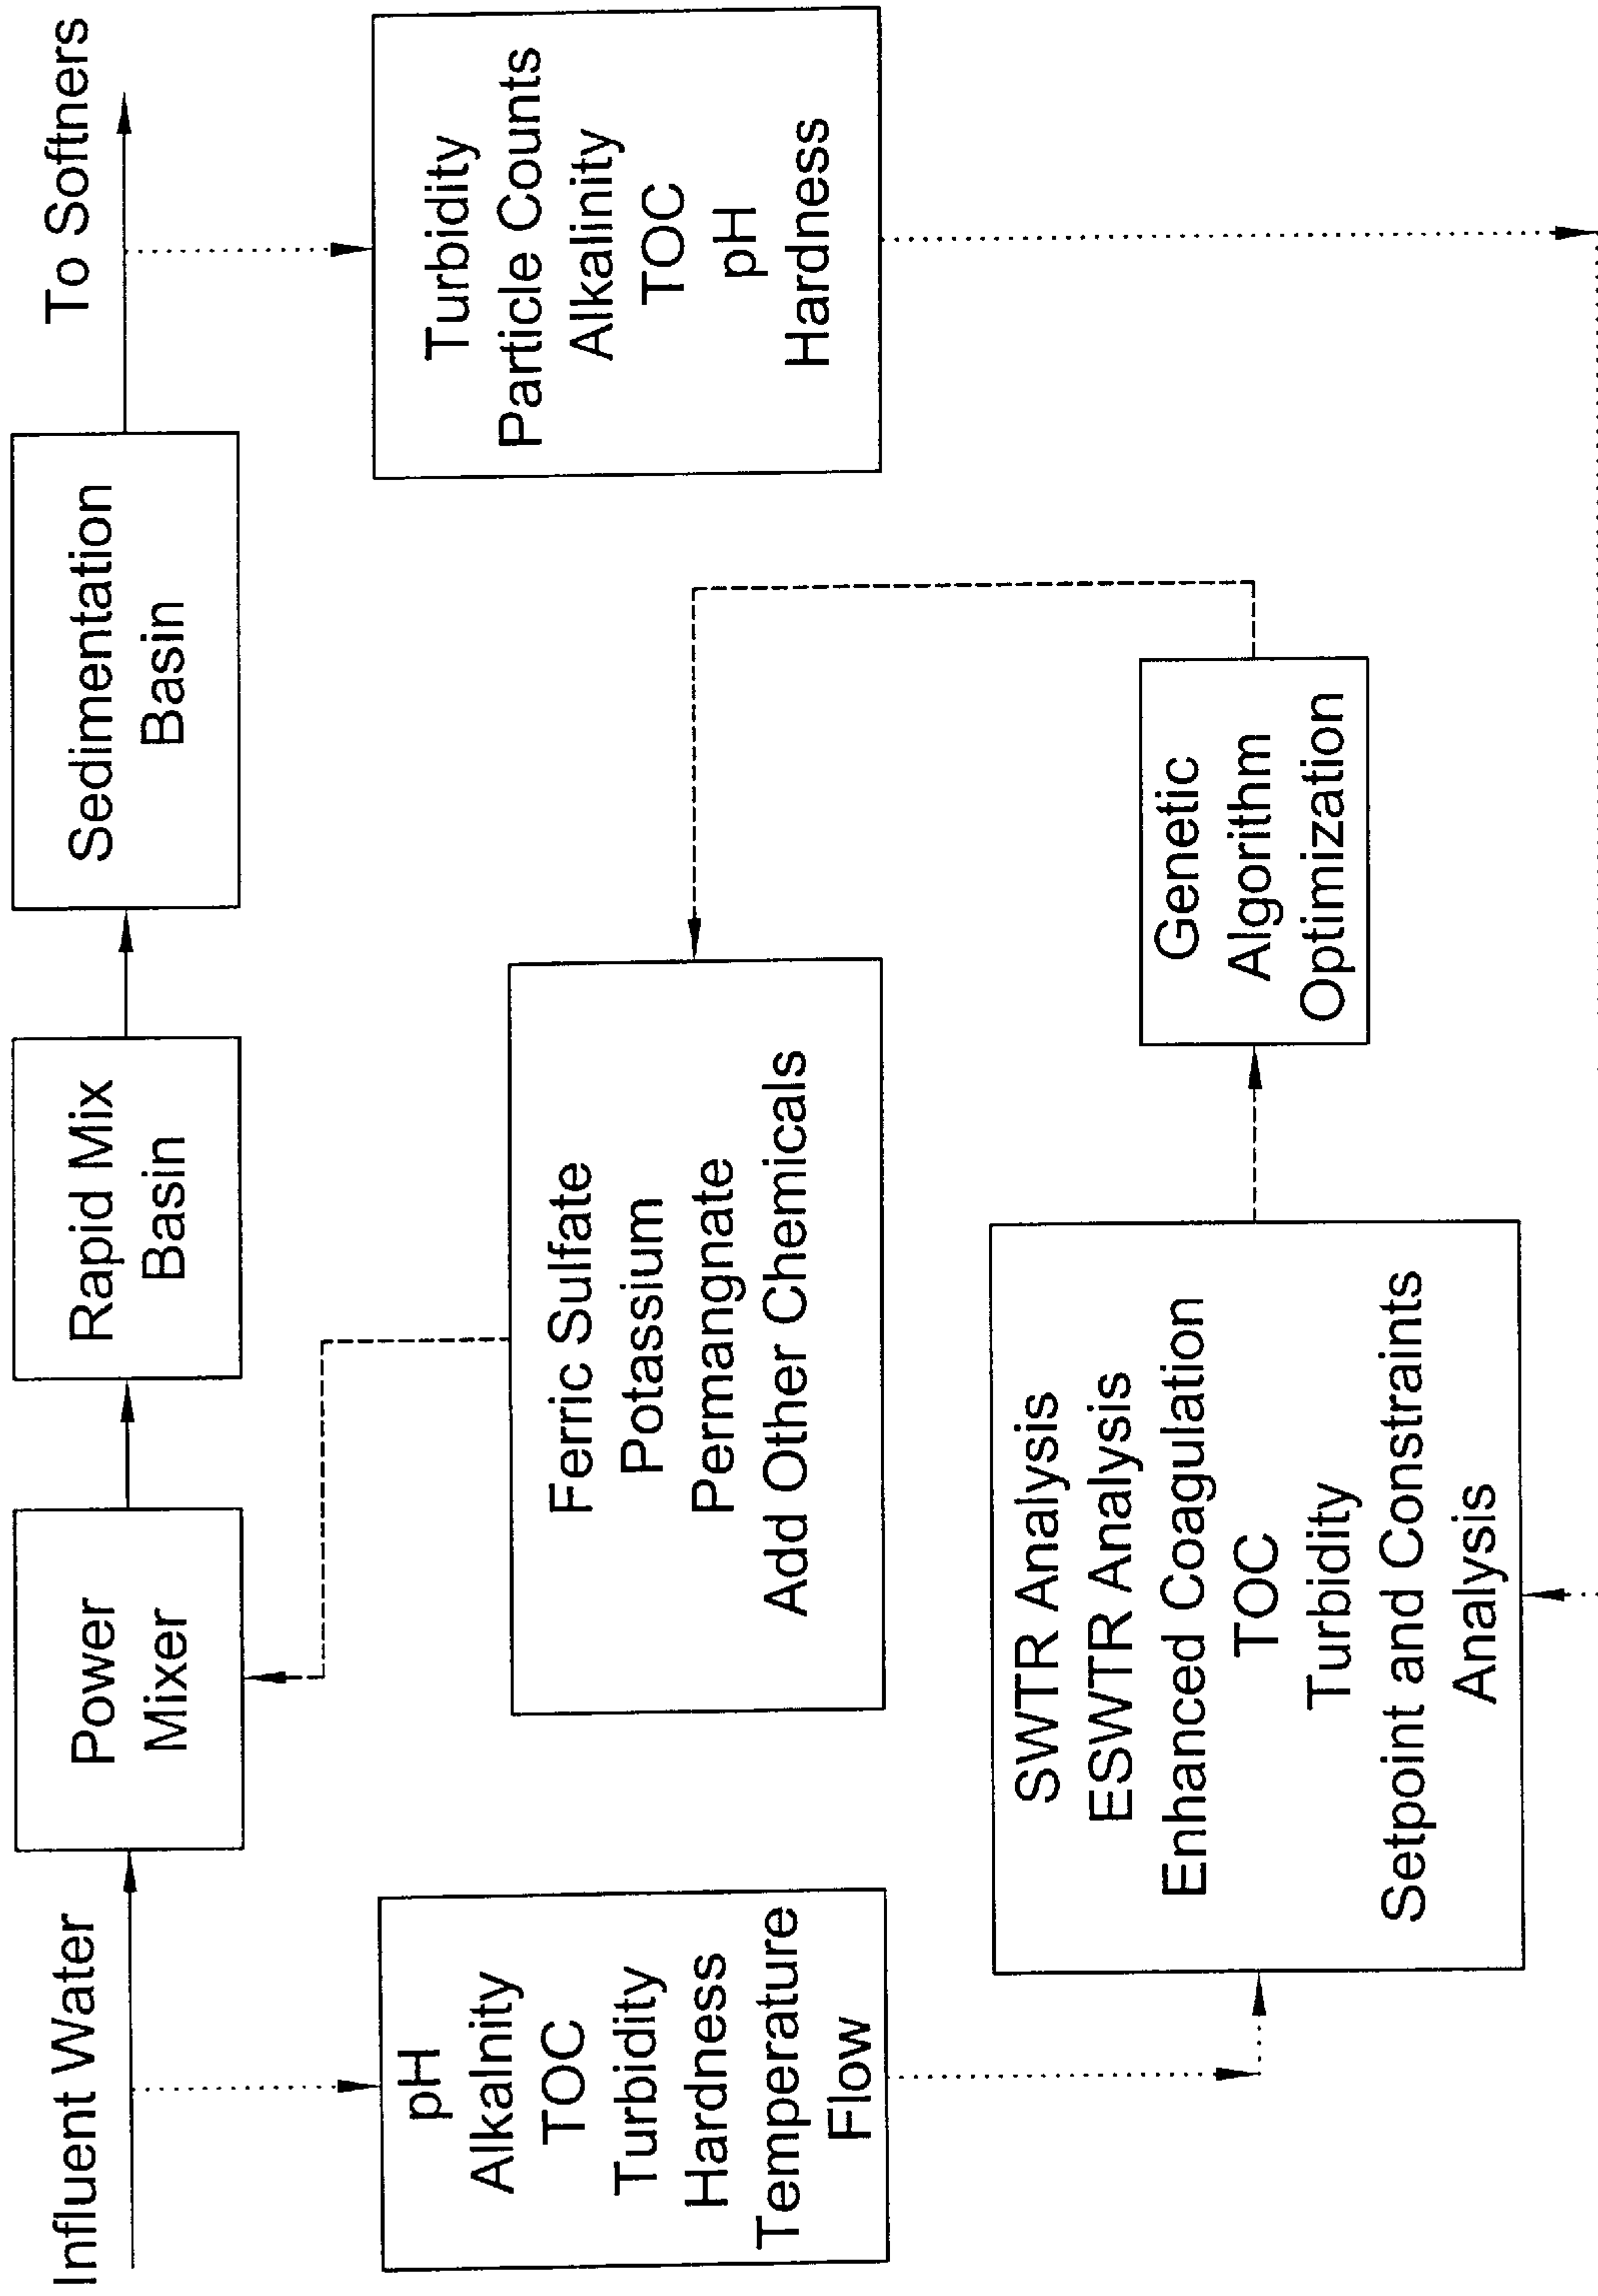 Influent Water
Power
Mixer
Rapid Mix
Basin
Sedimentation
Basin
To Softners
pH
Alkalnity
TOC
Turbidity
Hardness
Temperature
Flow
Ferric Sulfate
Potassium
Permangnate
Add Other Chemicals
Turbidity
Particle Counts
Alkalinity
TOC
pH
Hardness
SWTR Analysis
ESWTR Analysis
Enhanced Coagulation
TOC
Turbidity
Setpoint and Constraints
Analysis
Genetic
Algorithm
Optimization